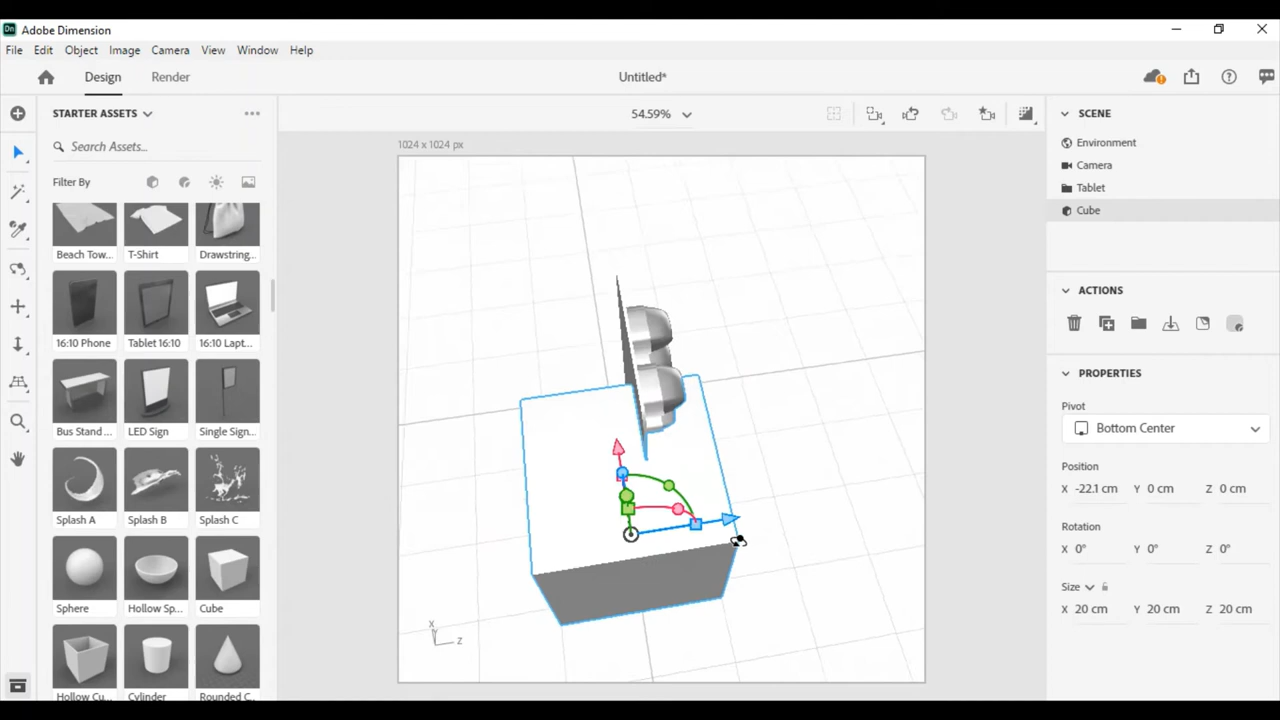 Dn Adobe Dimension
File Edit Object Image Camera View Window Help
Design Render Untitled*
STARTER ASSETS 54.59% SCENE
1024 x 1024 px
Search Assets... Environment
Camera
Filter By Tablet
Cube
Beach Tow... T-Shirt Drawstring...
ACTIONS
16:10 Phone Tablet 16:10 16:10 Lapt...
PROPERTIES
Pivot
Bottom Center
Bus Stand ... LED Sign Single Sign...
Position
X -22.1 cm Y 0 cm Z 0 cm
Splash A Splash B Splash C
Rotation
X 0° Y 0° Z 0°
Size
Sphere Hollow Sp... Cube X 20 cm Y 20 cm Z 20 cm
X
Z
Hollow Cu... Cylinder Rounded C...